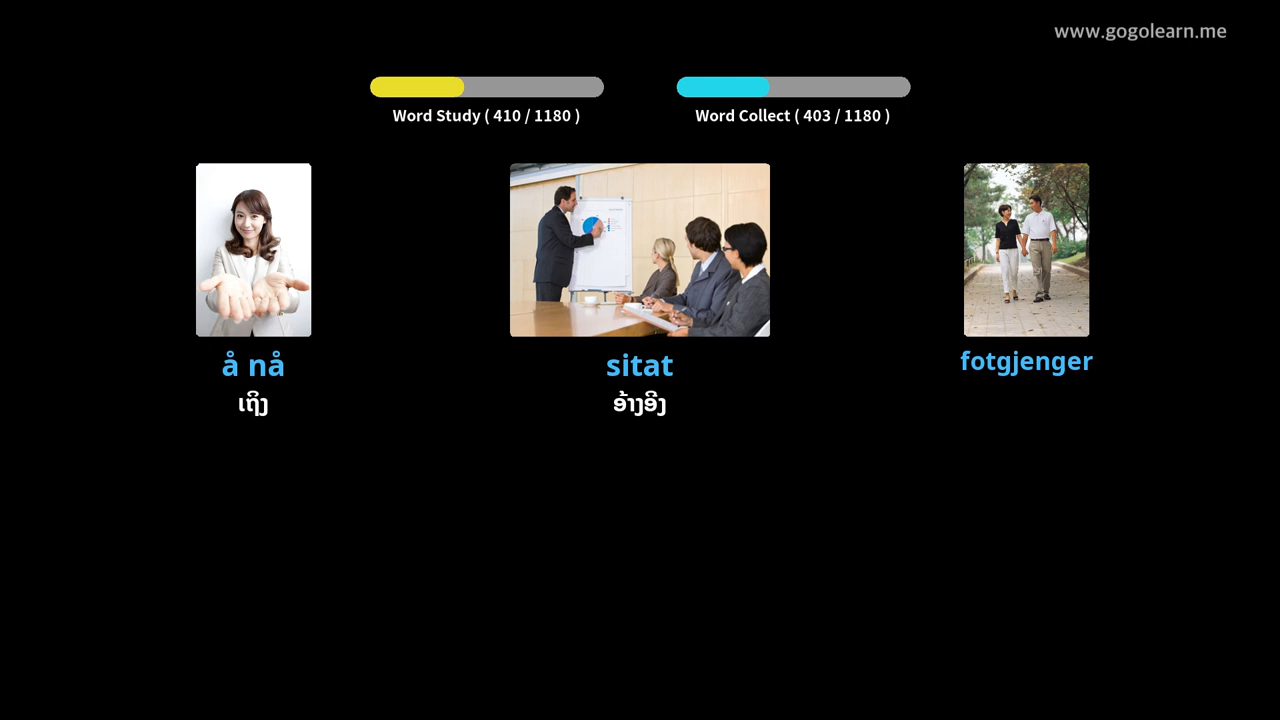 www.gogolearn.me
Word Study ( 410 / 1180 )
Word Collect ( 403 / 1180 )
å nå
ເຖິງ
sitat
ອ້າງອີງ
fotgjenger